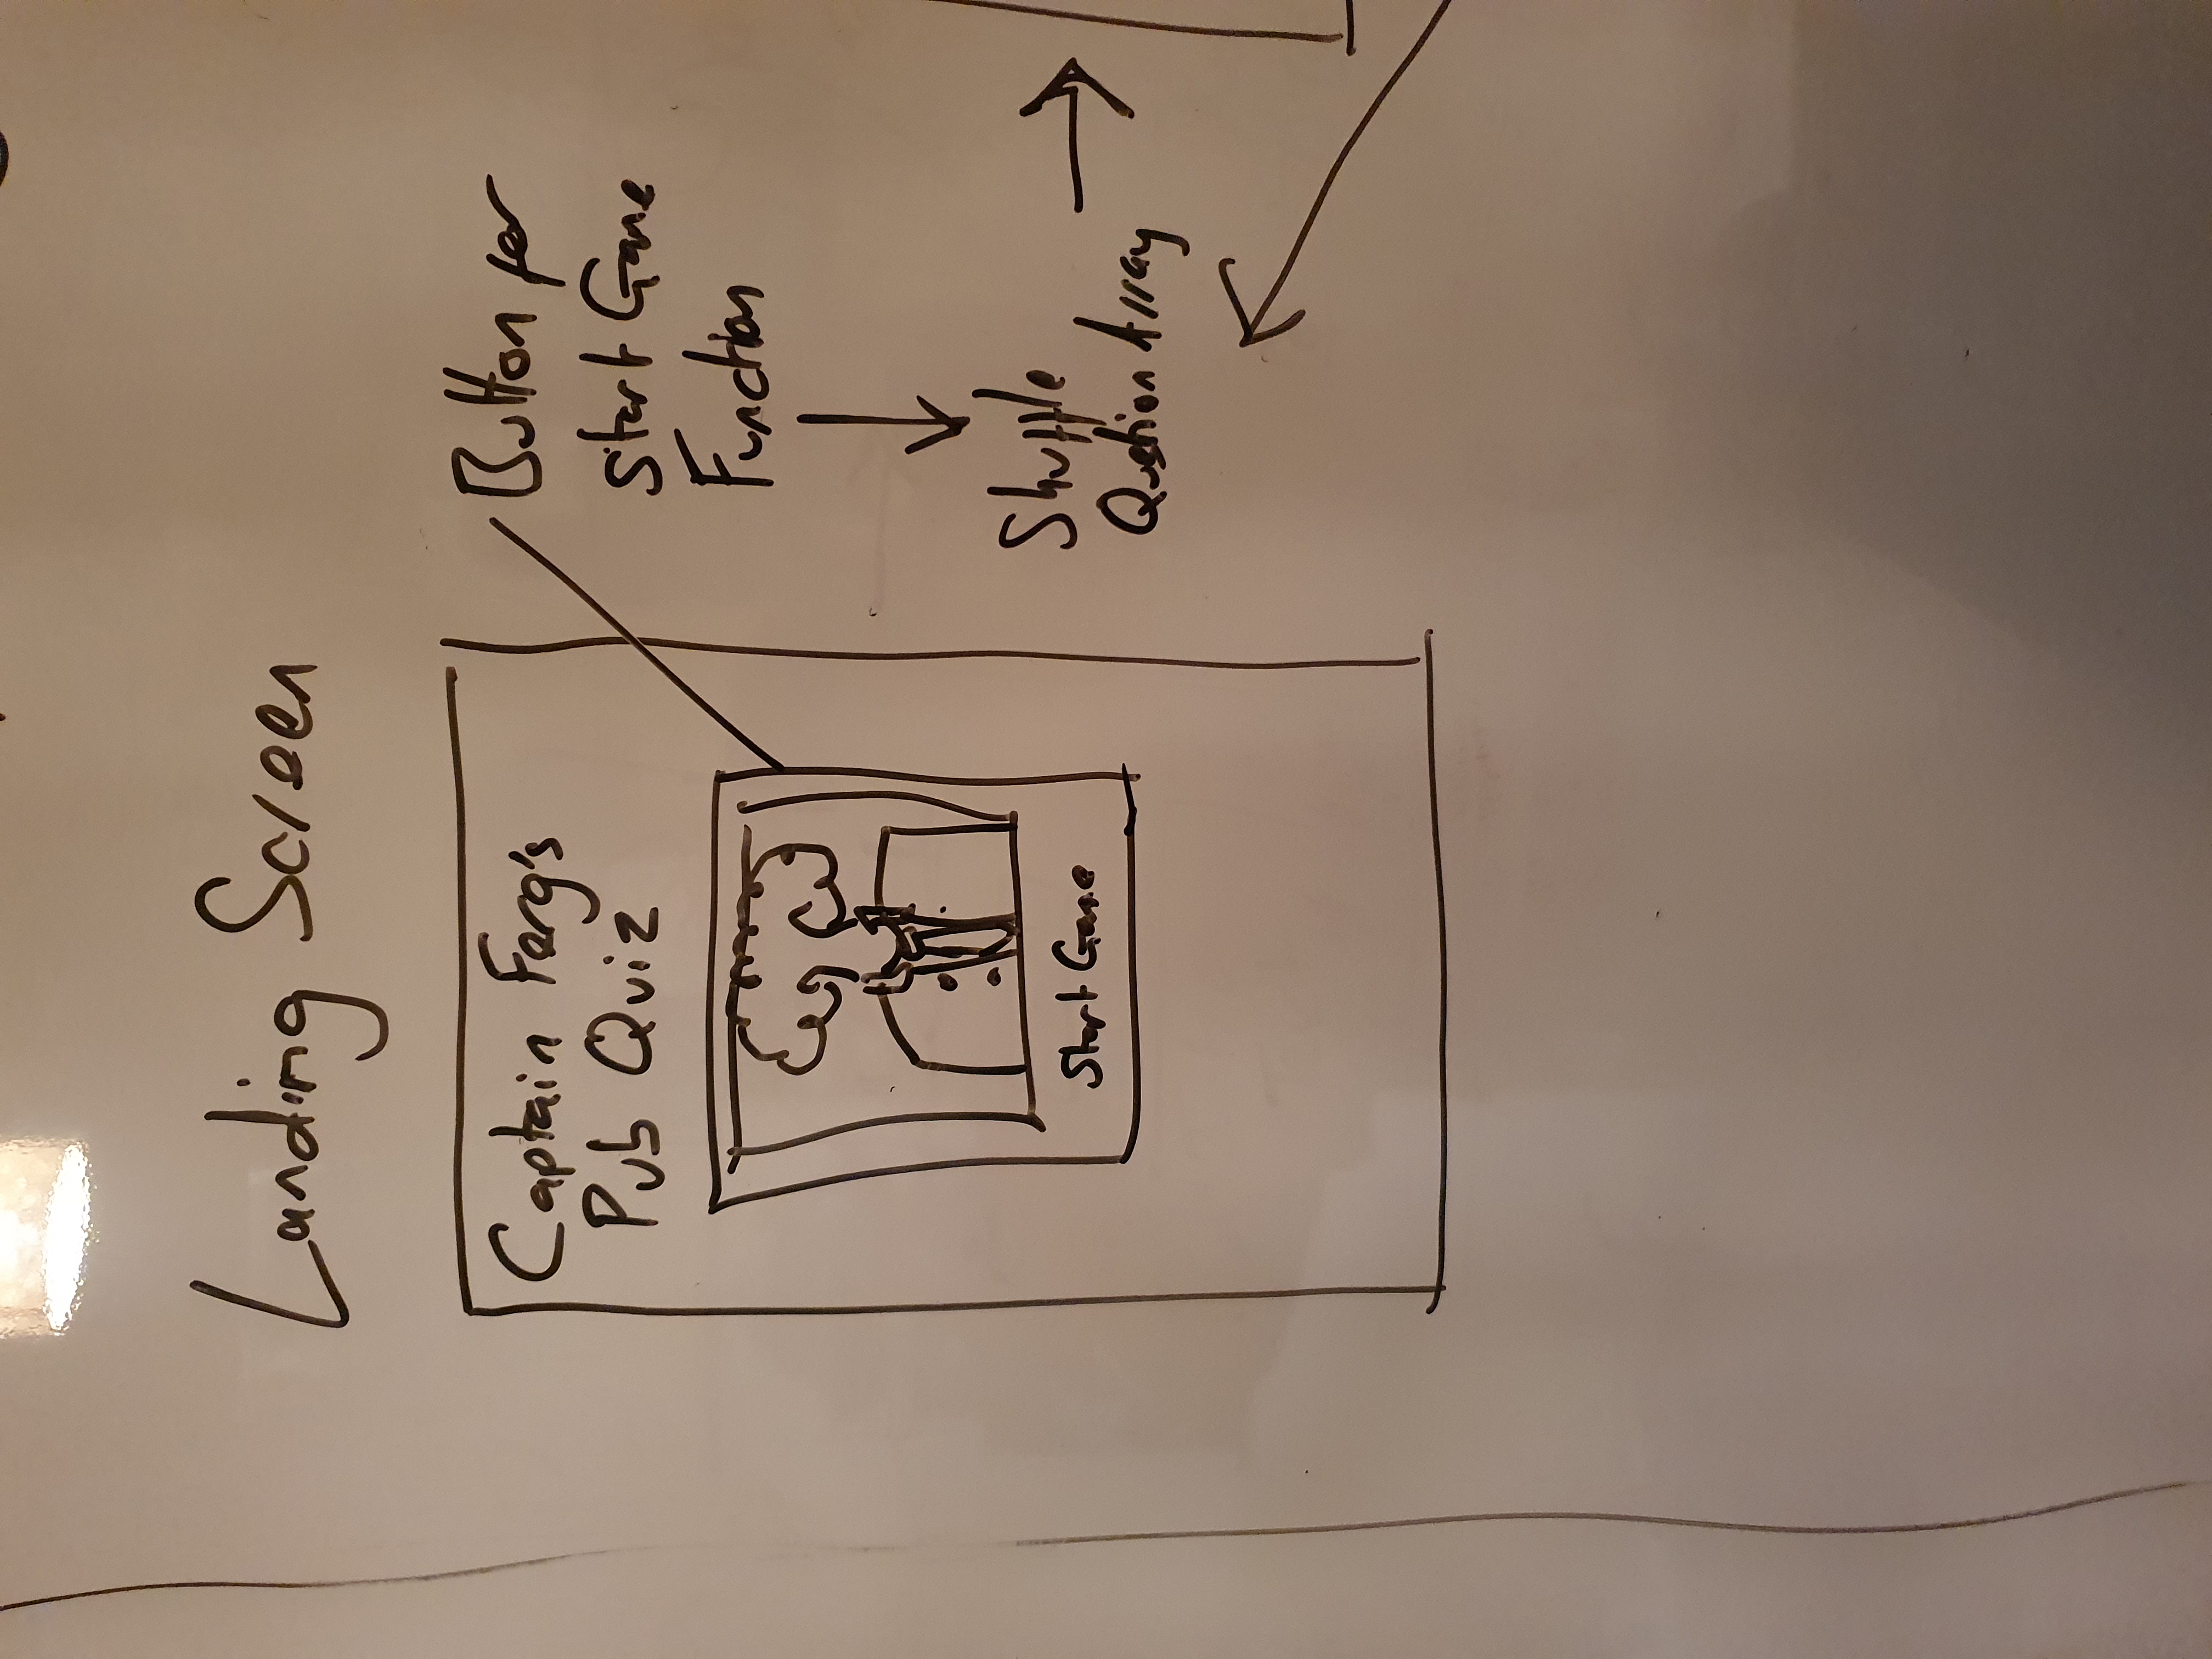 Landing Screen
Captain Ferg's
Pub Quiz
Start Game
Button for
start Game
Function
Shuffle
Question Array